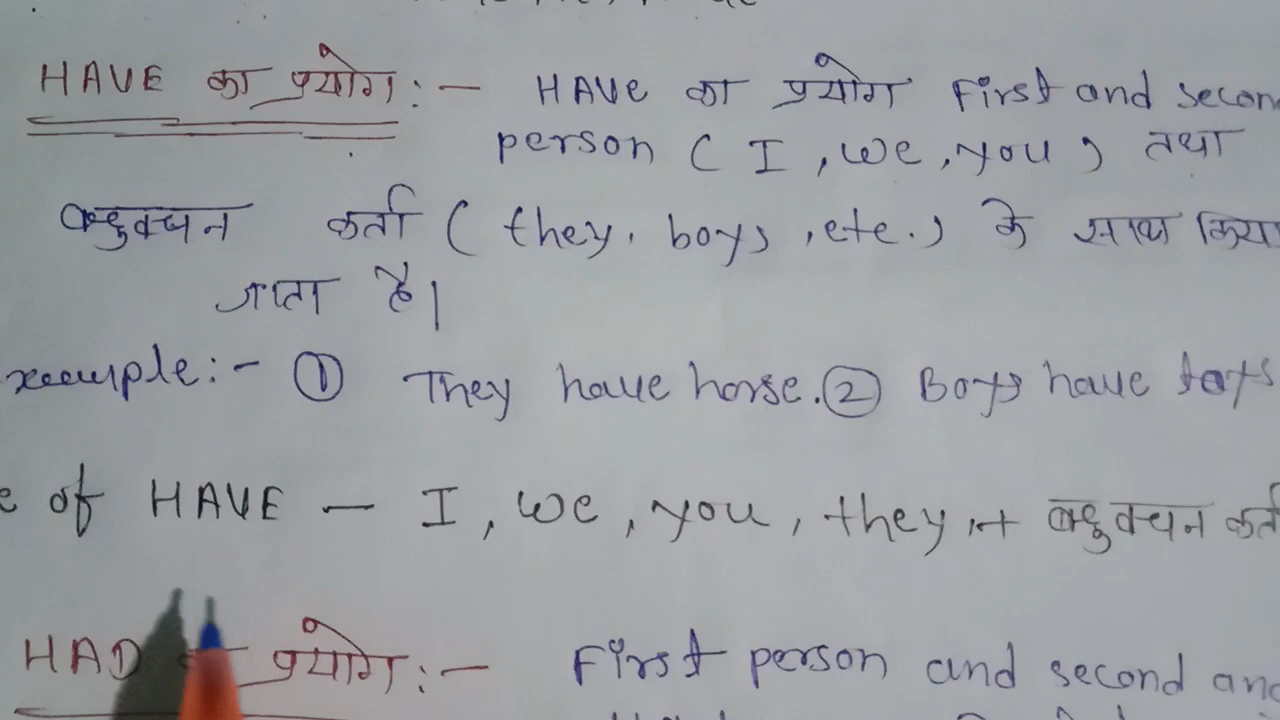 HAVE का प्रयोग :- HAVE का प्रयोग First and secon
person ( I , we , you ) तथा
बहुवचन कर्ता ( they, boys , etc. ) के साथ किया
जाता है।
xample :- ① They have horse. ② Boys have toys
e of HAVE - I , we , you , they , + बहुवचन कर्ता
HAD प्रयोग :- First person and second and